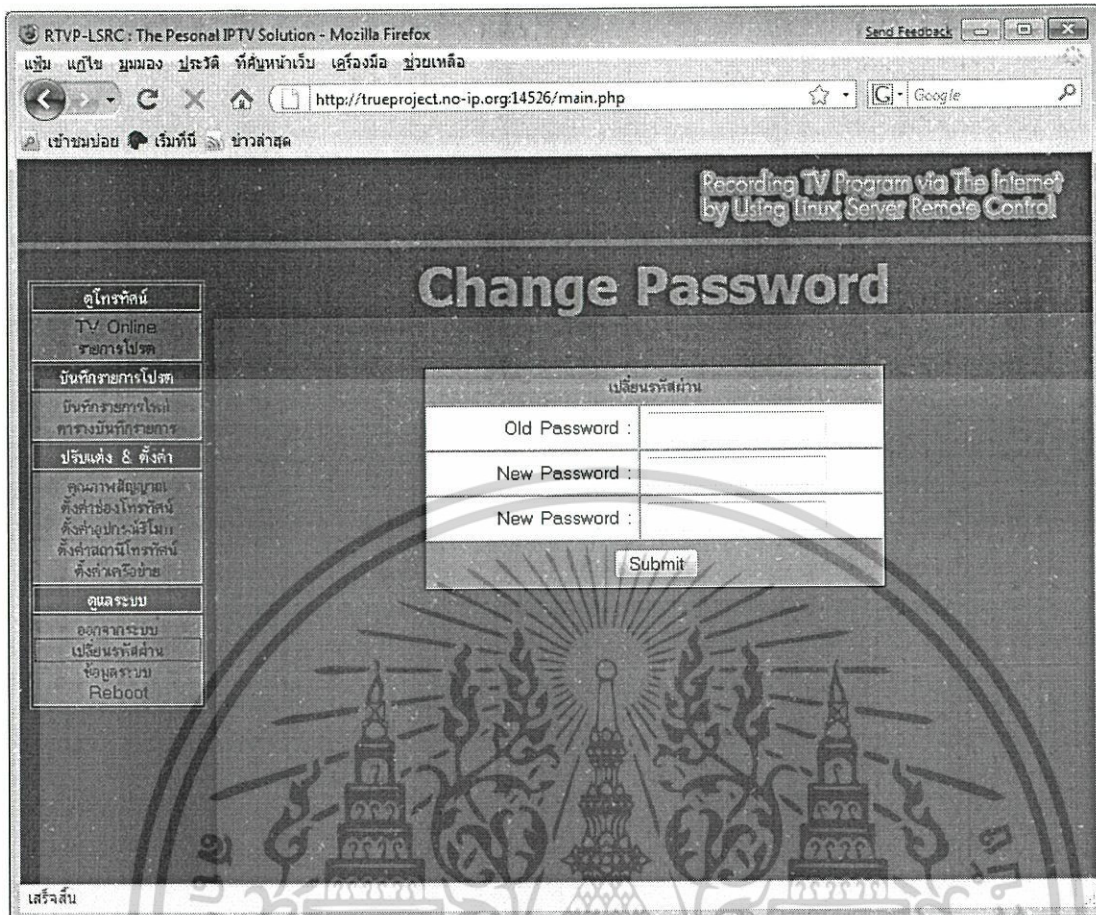 RTVP-LSRC : The Pesonal IPTV Solution - Mozilla Firefox
Send Feedback
แฟ้ม แก้ไข มุมมอง ประวัติ ที่คั่นหน้าเว็บ เครื่องมือ ช่วยเหลือ
http://trueproject.no-ip.org:14526/main.php
Google
เข้าชมบ่อย เริ่มที่นี่ ข่าวล่าสุด
Recording TV Program via The Internet
by Using Linux Server Remote Control
Change Password
ดูโทรทัศน์
TV Online
รายการโปรด
บันทึกรายการโปรด
บันทึกรายการใหม่
ตารางบันทึกรายการ
ปรับแต่ง & ตั้งค่า
คุณภาพสัญญาณ
ตั้งค่าช่องโทรทัศน์
ตั้งค่าอุปกรณ์รีโมท
ตั้งค่าสถานีโทรทัศน์
ตั้งค่าเครือข่าย
ดูแลระบบ
ออกจากระบบ
เปลี่ยนรหัสผ่าน
ข้อมูลระบบ
Reboot
เปลี่ยนรหัสผ่าน
Old Password :
New Password :
New Password :
Submit
เสร็จสิ้น